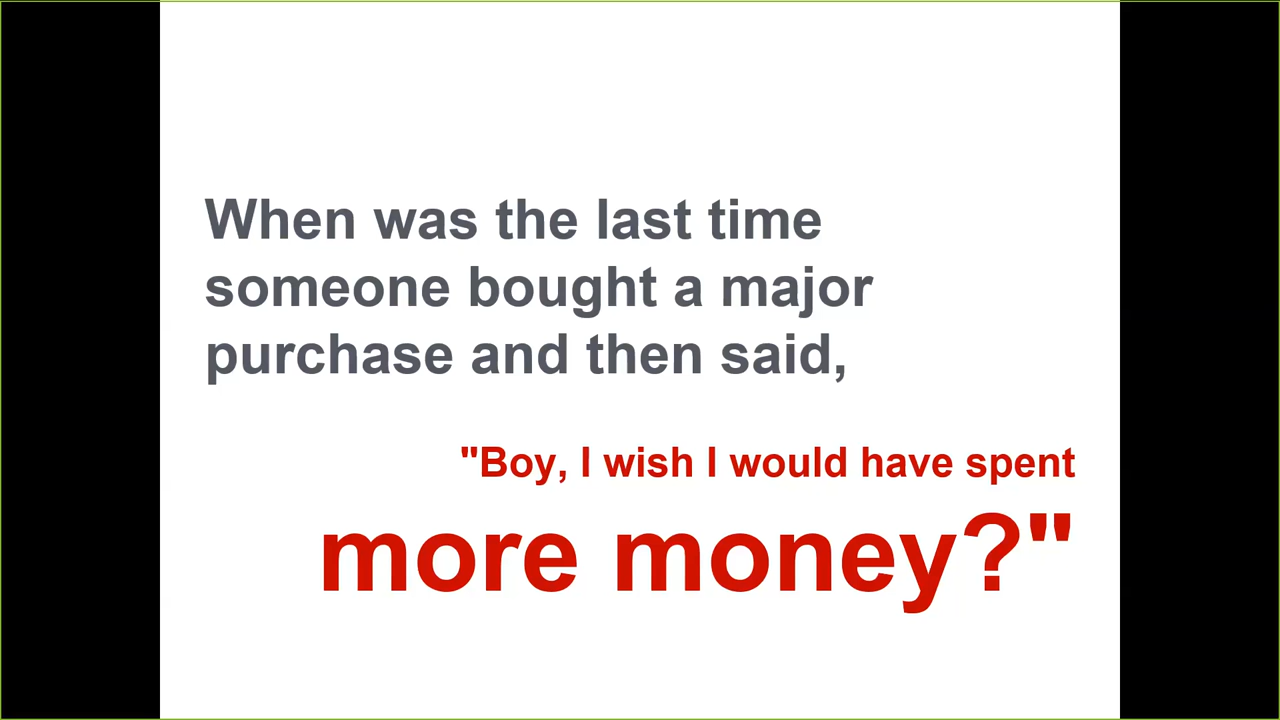 When was the last time
someone bought a major
purchase and then said,
"Boy, I wish I would have spent
more money?"